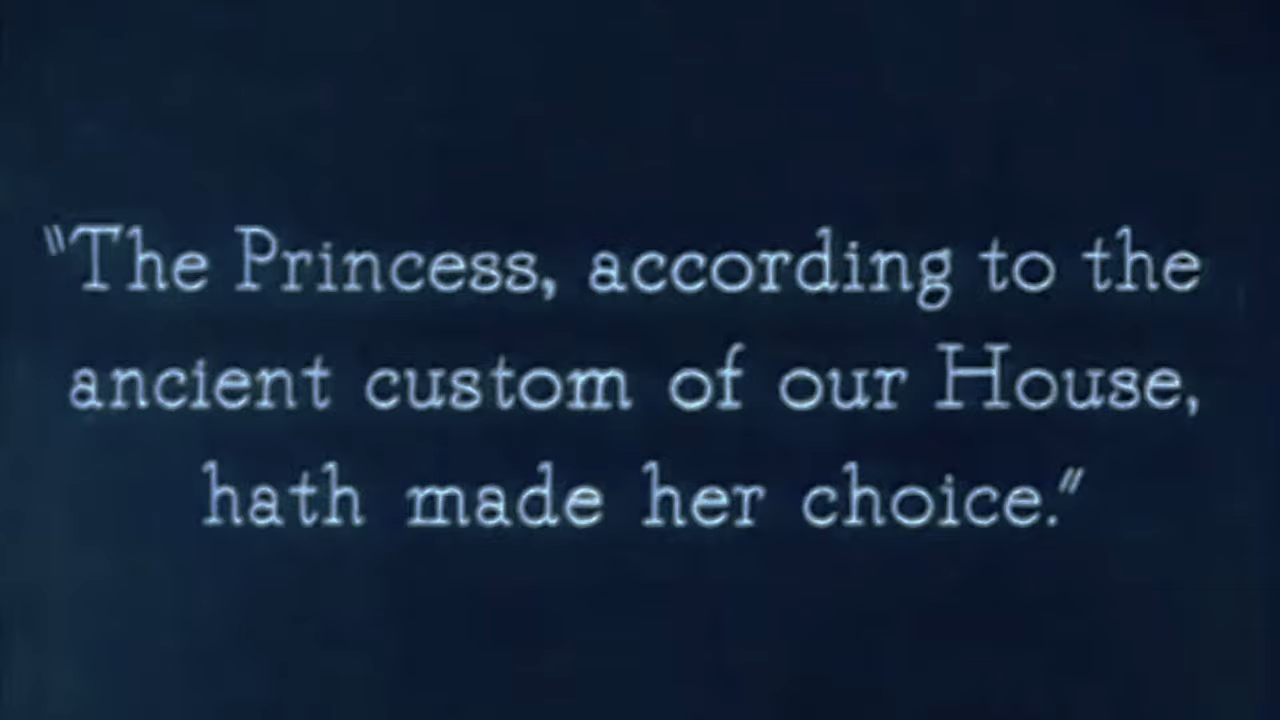 "The Princess, according to the
ancient custom of our House,
hath made her choice."